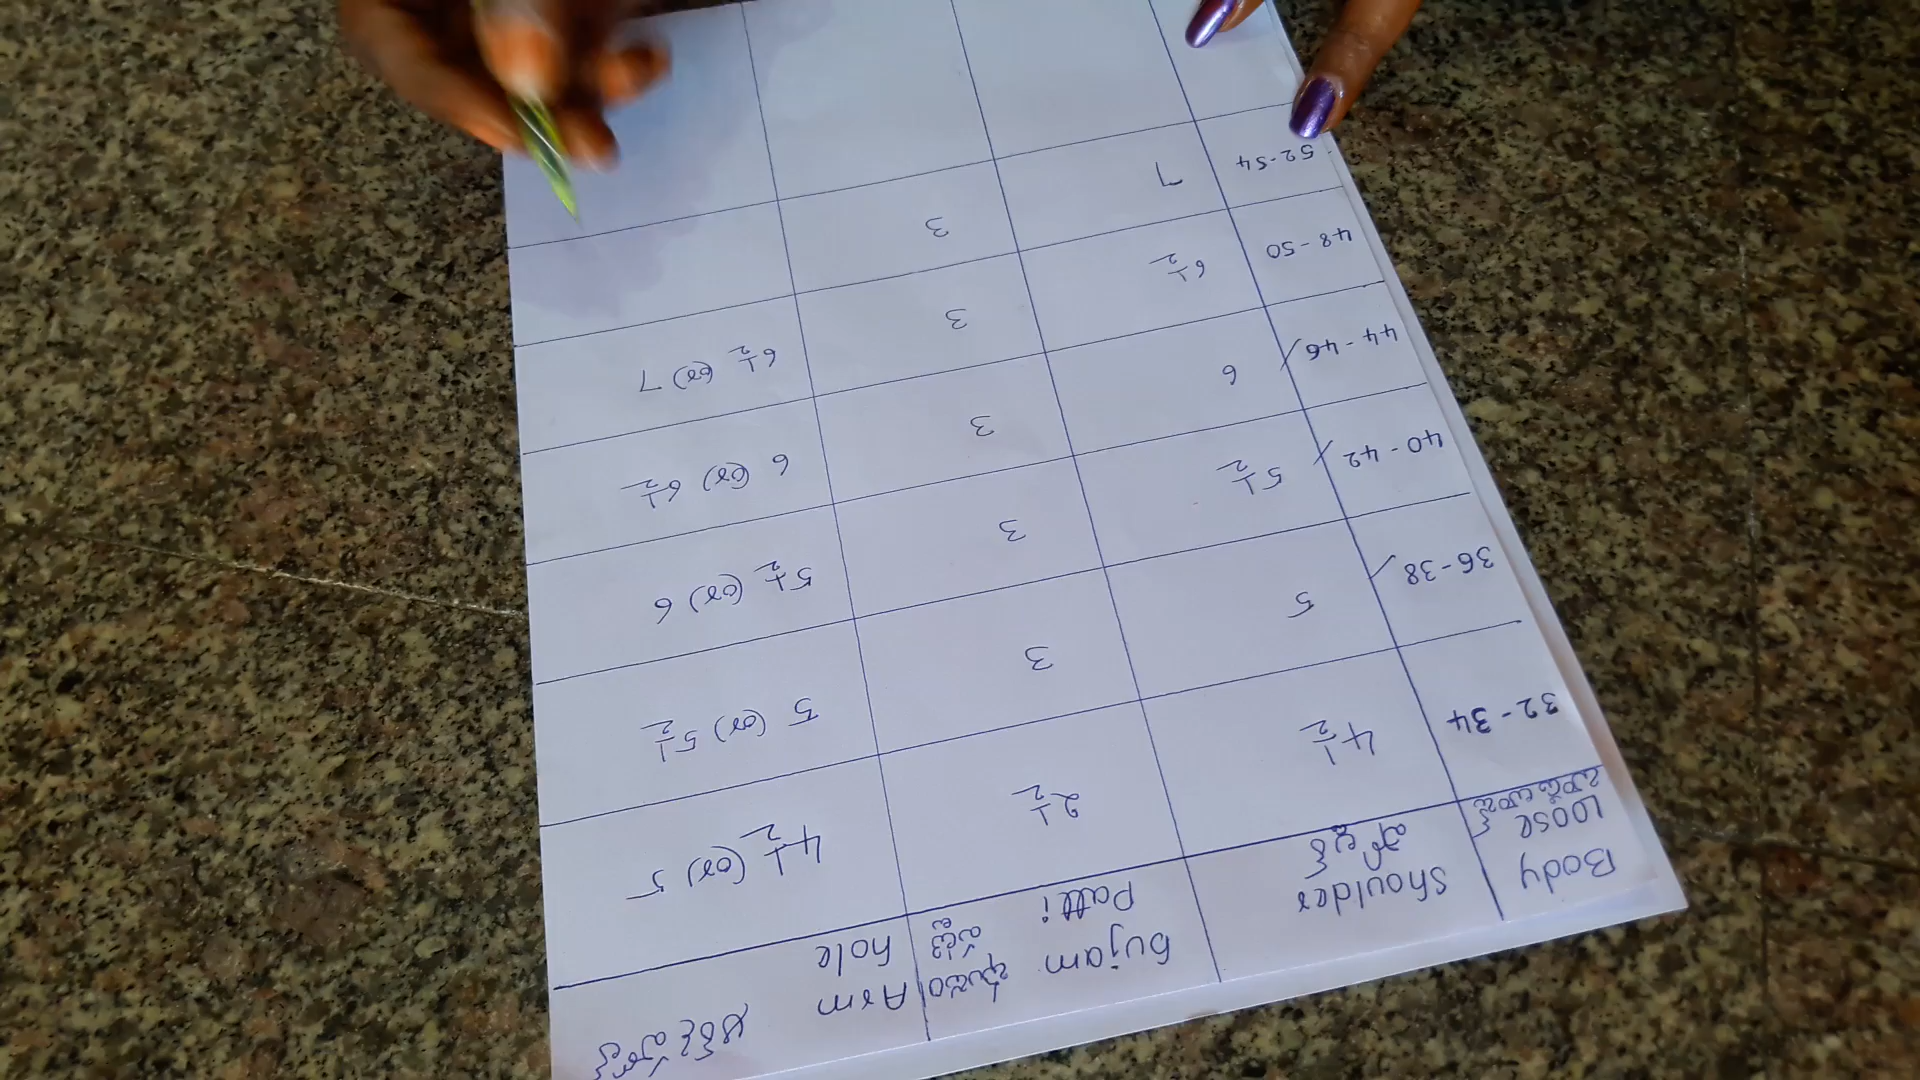 Body Loose
Shoulder
Bujam Patti భుజం
Arm hole
32-34 4½ 2½ 4½ (or) 5
36-38 5 3 5 (or) 5½
40-42 5½ 3 5½ (or) 6
44-46 6 3 6 (or) 6½
48-50 6½ 3 6½ (or) 7
52-54 7 3